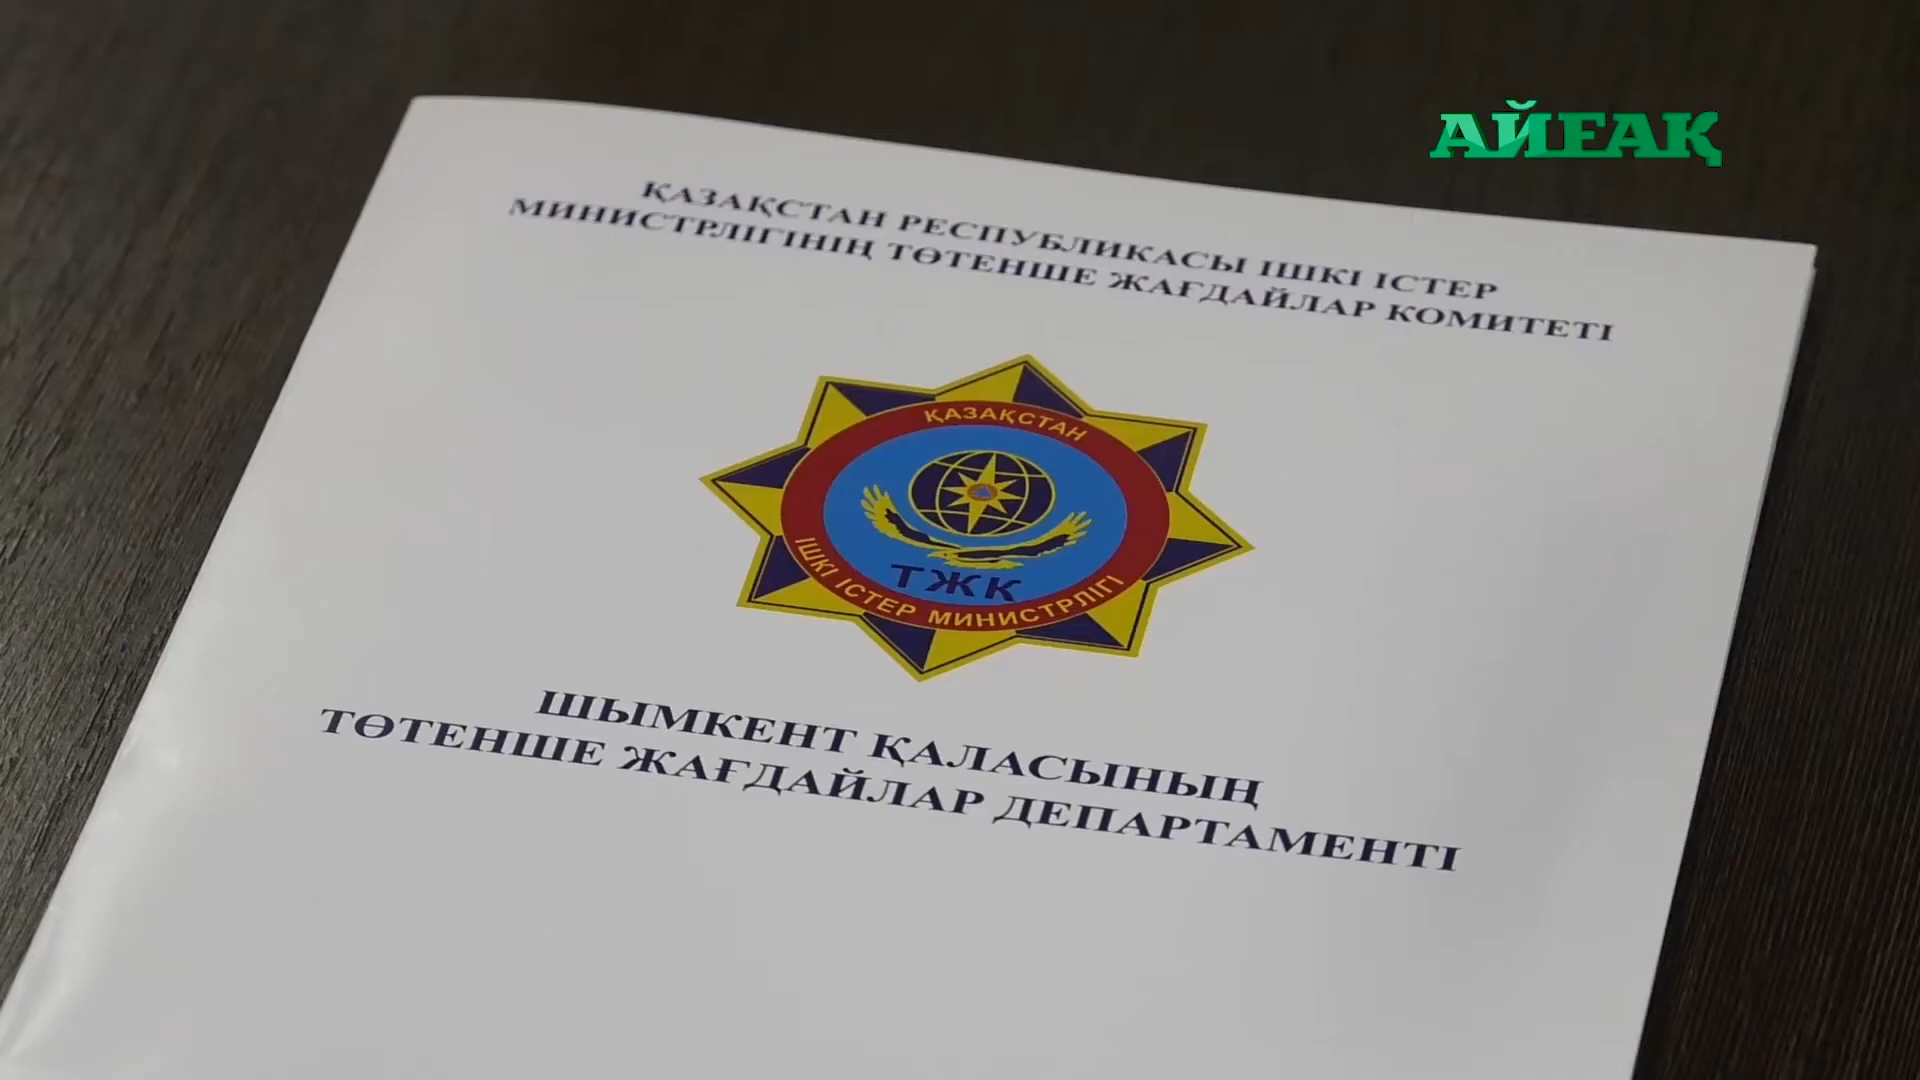 АЙҒАҚ
ҚАЗАҚСТАН РЕСПУБЛИКАСЫ ІШКІ ІСТЕР
МИНИСТРЛІГІНІҢ ТӨТЕНШЕ ЖАҒДАЙЛАР КОМИТЕТІ
ҚАЗАҚСТАН
ТЖК
ІШКІ ІСТЕР МИНИСТРЛІГІ
ШЫМКЕНТ ҚАЛАСЫНЫҢ
ТӨТЕНШЕ ЖАҒДАЙЛАР ДЕПАРТАМЕНТІ